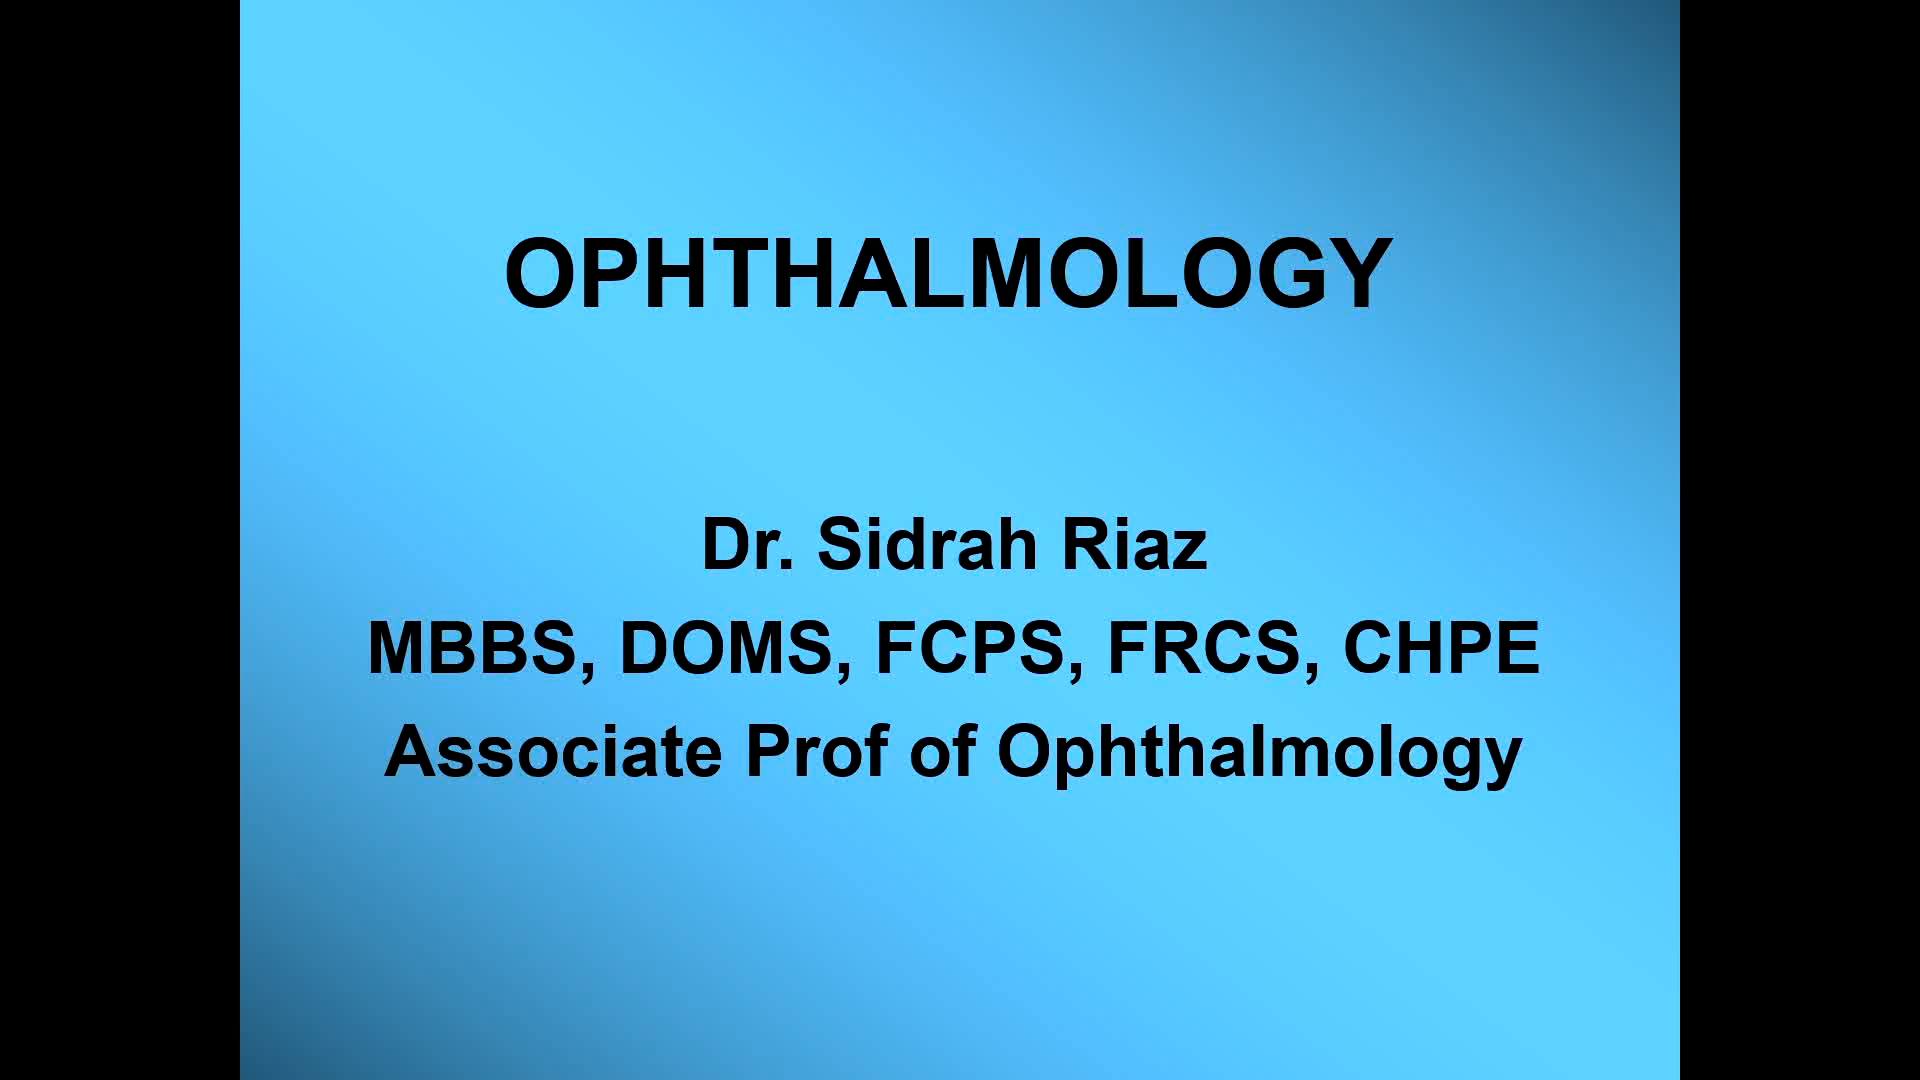 OPHTHALMOLOGY
Dr. Sidrah Riaz
MBBS, DOMS, FCPS, FRCS, CHPE
Associate Prof of Ophthalmology